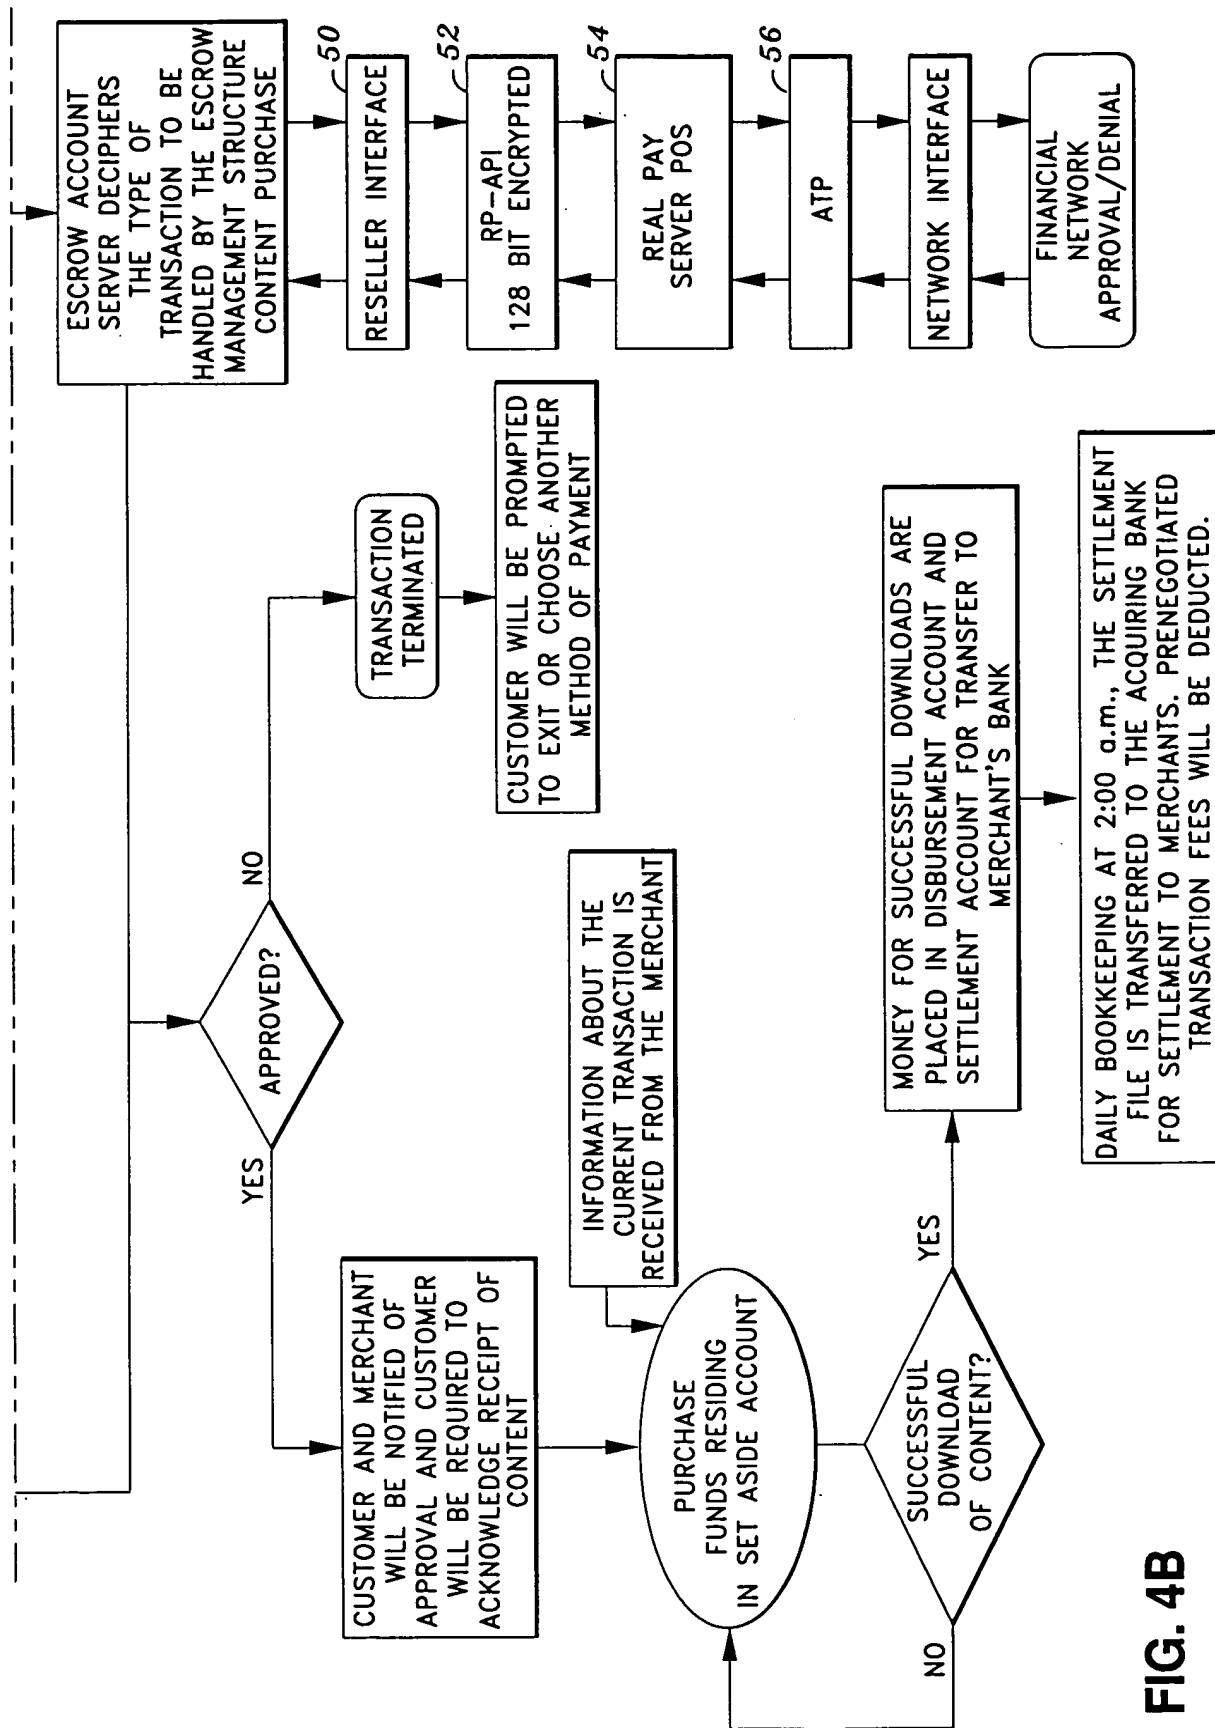 ESCROW ACCOUNT
SERVER DECIPHERS
THE TYPE OF
TRANSACTION TO BE
HANDLED BY THE ESCROW
MANAGEMENT STRUCTURE
CONTENT PURCHASE
50
RESELLER INTERFACE
52
RP-API
128 BIT ENCRYPTED
54
REAL PAY
SERVER POS
56
ATP
NETWORK INTERFACE
FINANCIAL
NETWORK
APPROVAL/DENIAL
APPROVED?
NO
TRANSACTION
TERMINATED
CUSTOMER WILL BE PROMPTED
TO EXIT OR CHOOSE ANOTHER
METHOD OF PAYMENT
YES
CUSTOMER AND MERCHANT
WILL BE NOTIFIED OF
APPROVAL AND CUSTOMER
WILL BE REQUIRED TO
ACKNOWLEDGE RECEIPT OF
CONTENT
INFORMATION ABOUT THE
CURRENT TRANSACTION IS
RECEIVED FROM THE MERCHANT
PURCHASE
FUNDS RESIDING
IN SET ASIDE ACCOUNT
SUCCESSFUL
DOWNLOAD
OF CONTENT?
NO
YES
MONEY FOR SUCCESSFUL DOWNLOADS ARE
PLACED IN DISBURSEMENT ACCOUNT AND
SETTLEMENT ACCOUNT FOR TRANSFER TO
MERCHANT'S BANK
DAILY BOOKKEEPING AT 2:00 a.m., THE SETTLEMENT
FILE IS TRANSFERRED TO THE ACQUIRING BANK
FOR SETTLEMENT TO MERCHANTS. PRENEGOTIATED
TRANSACTION FEES WILL BE DEDUCTED.
FIG. 4B